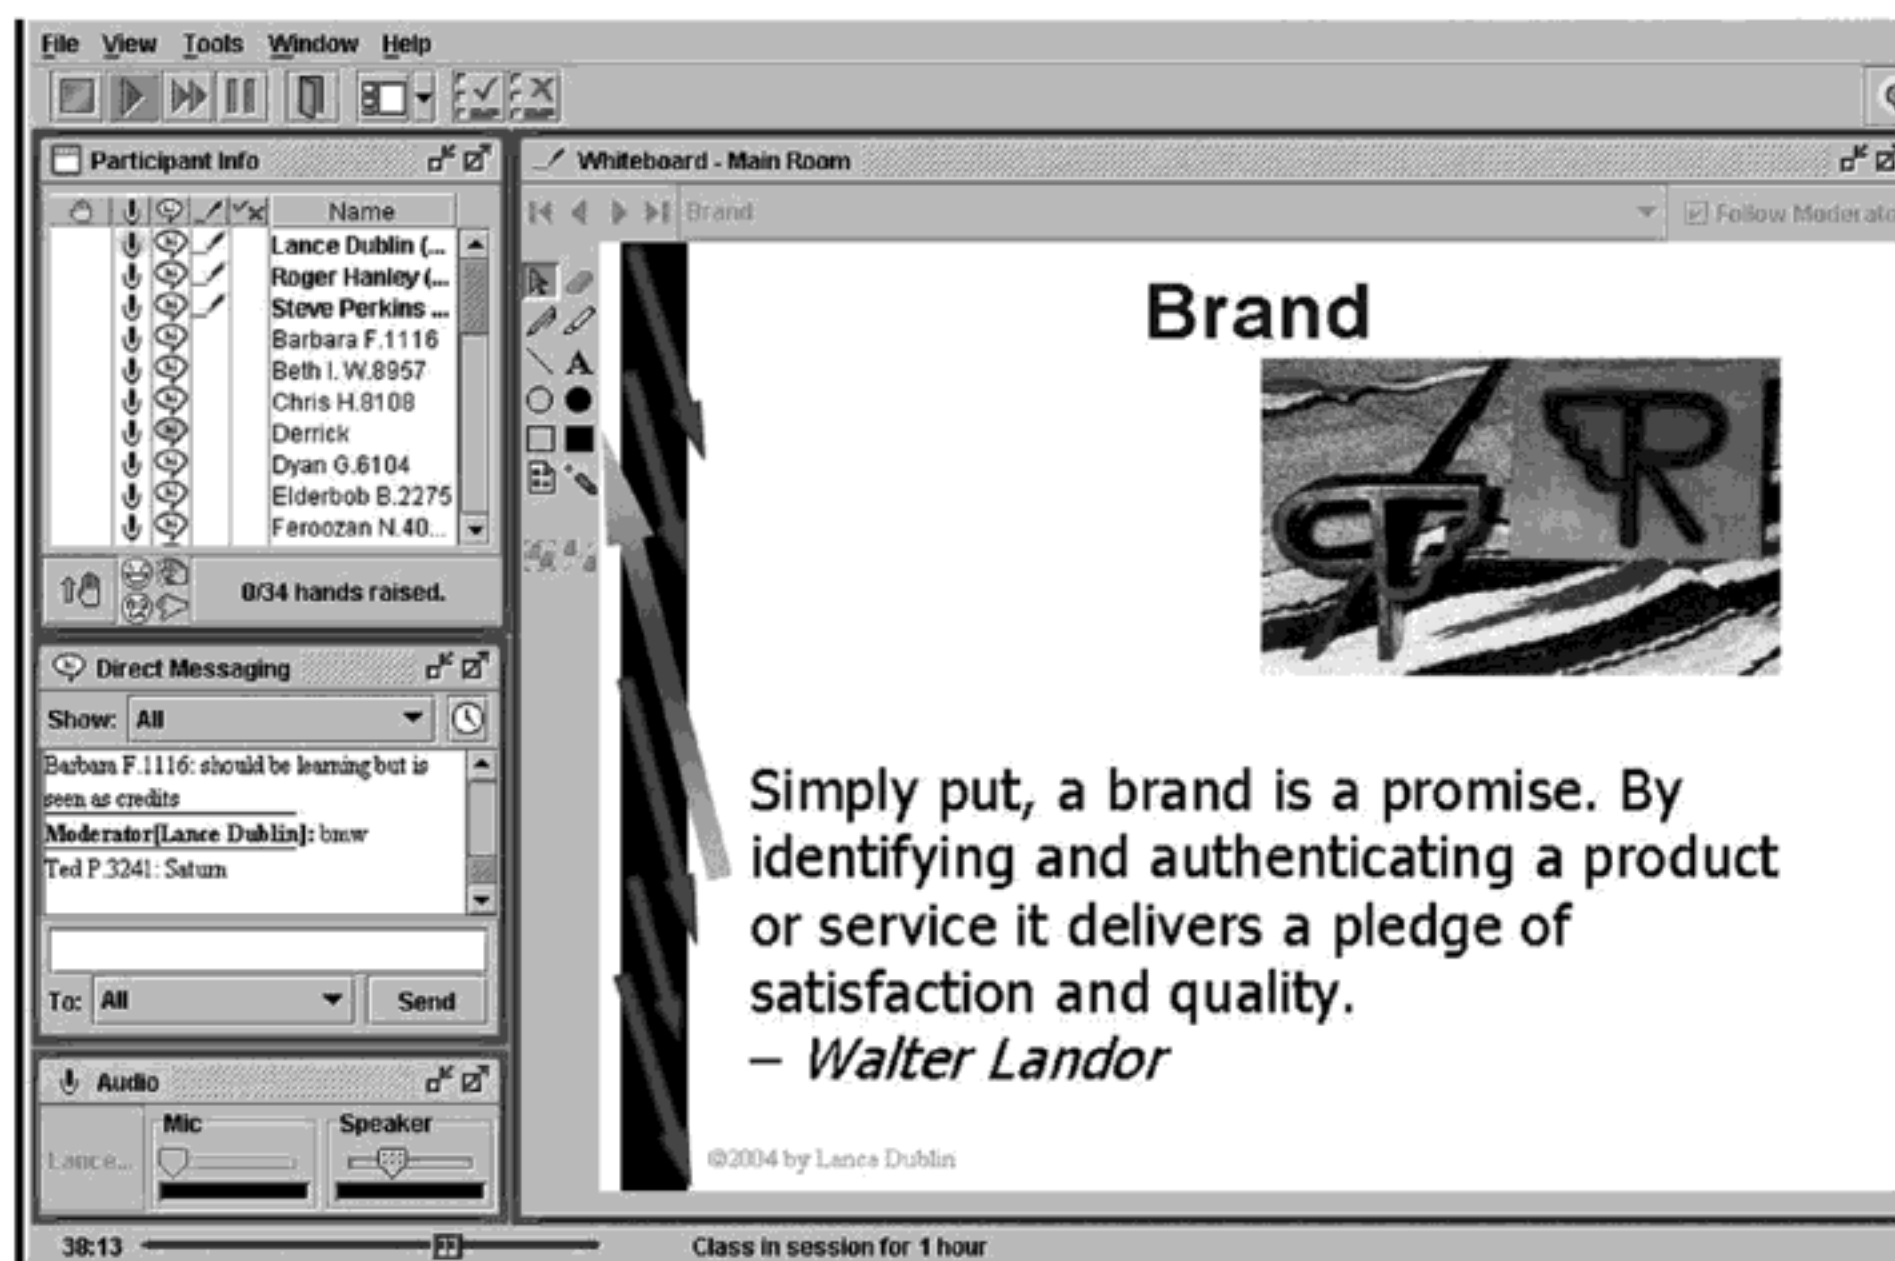 File View Tools Window Help
Participant Info
Name
Lance Dublin (...
Roger Hanley (...
Steve Perkins ...
Barbara F.1116
Beth I. W.8957
Chris H.8108
Derrick
Dyan G.6104
Elderbob B.2275
Feroozan N.40...
0/34 hands raised.
Direct Messaging
Show: All
Barbara F.1116: should be learning but is
seen as credits
Moderator[Lance Dublin]: bmw
Ted P.3241: Saturn
To: All Send
Audio
Lance... Mic Speaker
38:13
Whiteboard - Main Room
Brand Follow Moderato
A
Brand
R
Simply put, a brand is a promise. By
identifying and authenticating a product
or service it delivers a pledge of
satisfaction and quality.
– Walter Landor
©2004 by Lance Dublin
Class in session for 1 hour